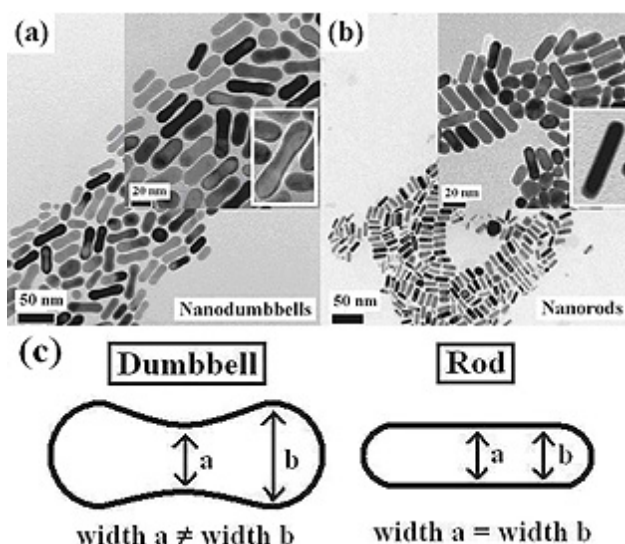 (a)
20 nm
50 nm
Nanodumbbells
(b)
20 nm
50 nm
Nanorods
(c)
Dumbbell
a
b
width a ≠ width b
Rod
a
b
width a = width b